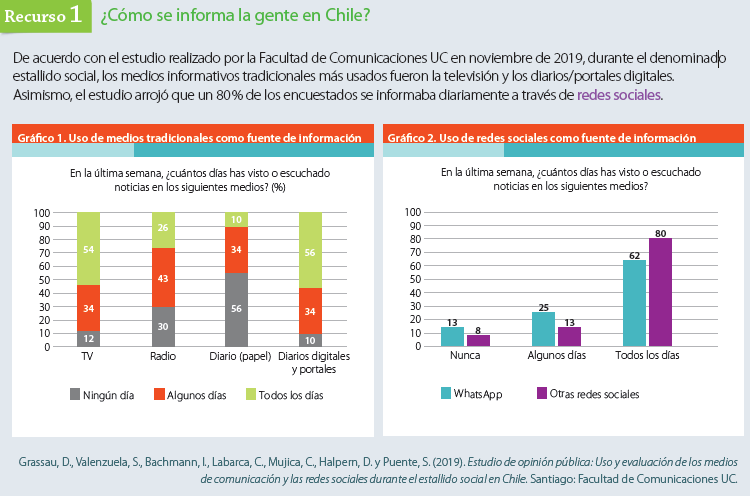 Recurso 1 ¿Cómo se informa la gente en Chile?
De acuerdo con el estudio realizado por la Facultad de Comunicaciones UC en noviembre de 2019, durante el denominado
estallido social, los medios informativos tradicionales más usados fueron la televisión y los diarios/portales digitales.
Asimismo, el estudio arrojó que un 80% de los encuestados se informaba diariamente a través de redes sociales.
Gráfico 1. Uso de medios tradicionales como fuente de información
En la última semana, ¿cuántos días has visto o escuchado
noticias en los siguientes medios? (%)
100
90
80
70
60
50
40
30
20
10
0
54
34
12
26
43
30
10
34
56
56
34
10
TV
Radio
Diario (papel)
Diarios digitales
y portales
Ningún día
Algunos días
Todos los días
Gráfico 2. Uso de redes sociales como fuente de información
En la última semana, ¿cuántos días has visto o escuchado
noticias en los siguientes medios?
100
90
80
70
60
50
40
30
20
10
0
13
8
25
13
62
80
Nunca
Algunos días
Todos los días
WhatsApp
Otras redes sociales
Grassau, D., Valenzuela, S., Bachmann, I., Labarca, C., Mujica, C., Halpern, D. y Puente, S. (2019). Estudio de opinión pública: Uso y evaluación de los medios
de comunicación y las redes sociales durante el estallido social en Chile. Santiago: Facultad de Comunicaciones UC.